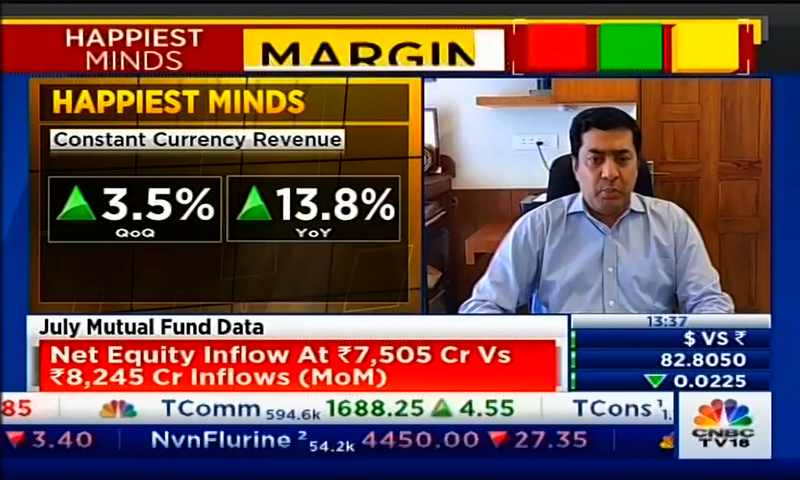 HAPPIEST
MINDS
MARGIN
HAPPIEST MINDS
Constant Currency Revenue
3.5%
QoQ
13.8%
YoY
July Mutual Fund Data
Net Equity Inflow At ₹7,505 Cr Vs
₹8,245 Cr Inflows (MoM)
13:37
$ VS ₹
82.8050
0.0225
85 TComm 594.6k 1688.25 4.55 TCons
3.40 NvnFlurine 2 54.2k 4450.00 27.35
CNBC
TV18